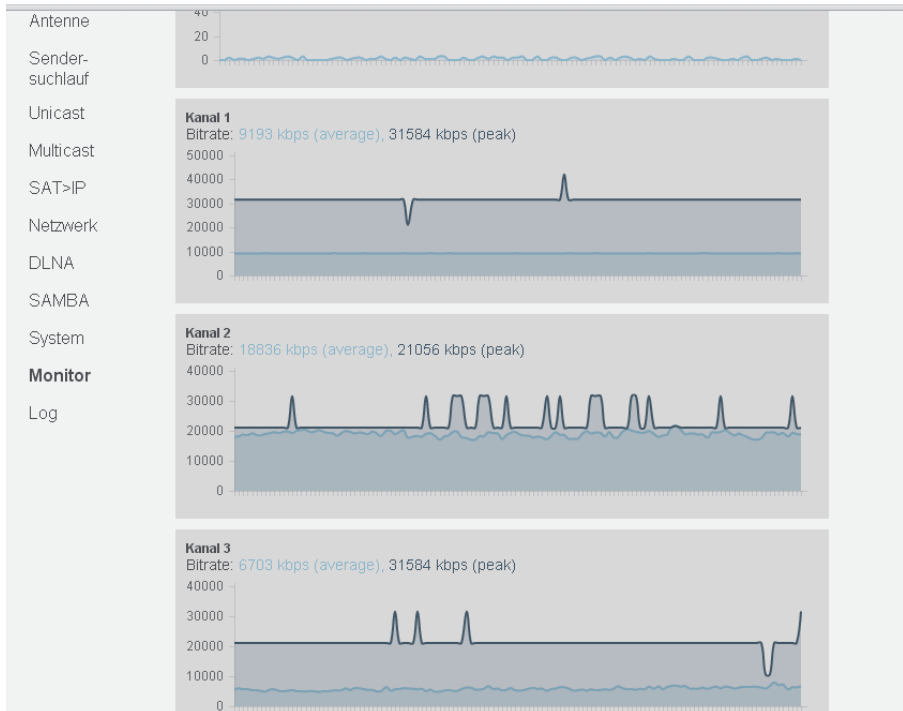 Antenne
Sender-
suchlauf
Unicast
Multicast
SAT>IP
Netzwerk
DLNA
SAMBA
System
Monitor
Log
40
20
0
Kanal 1
Bitrate: 9193 kbps (average), 31584 kbps (peak)
50000
40000
30000
20000
10000
0
Kanal 2
Bitrate: 18836 kbps (average), 21056 kbps (peak)
40000
30000
20000
10000
0
Kanal 3
Bitrate: 6703 kbps (average), 31584 kbps (peak)
40000
30000
20000
10000
0